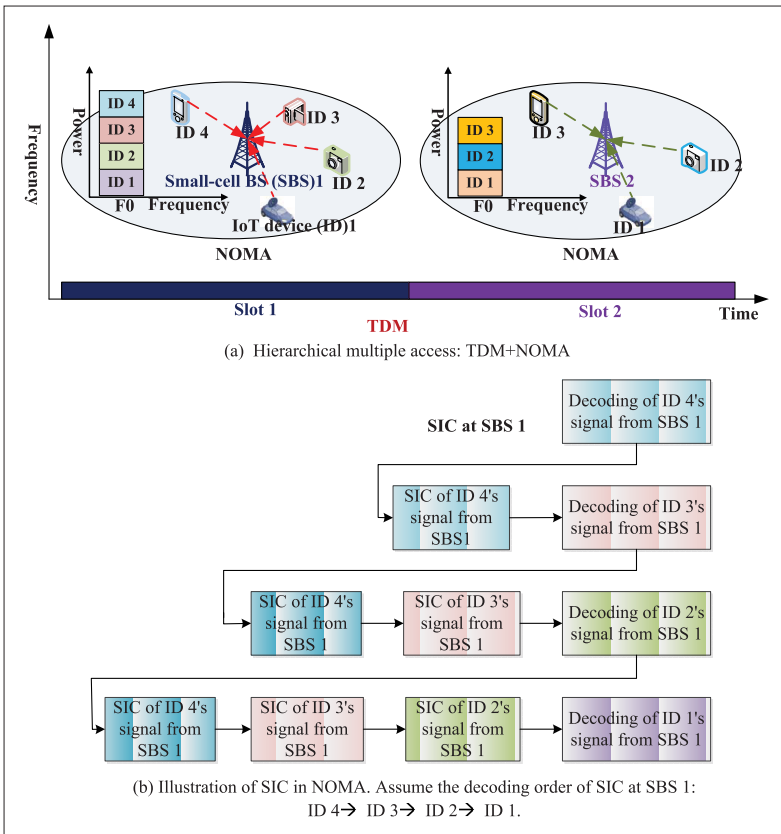 Frequency
Power
ID 4
ID 3
ID 2
ID 1
F0
Frequency
ID 4
ID 3
ID 2
Small-cell BS (SBS)1
IoT device (ID)1
NOMA
Power
ID 3
ID 2
ID 1
F0
Frequency
ID 3
ID 2
SBS 2
ID 1
NOMA
Slot 1
Slot 2
Time
TDM
(a) Hierarchical multiple access: TDM+NOMA
SIC at SBS 1
Decoding of ID 4's
signal from SBS 1
SIC of ID 4's
signal from
SBS1
Decoding of ID 3's
signal from SBS 1
SIC of ID 4's
signal from
SBS 1
SIC of ID 3's
signal from
SBS 1
Decoding of ID 2's
signal from SBS 1
SIC of ID 4's
signal from
SBS 1
SIC of ID 3's
signal from
SBS 1
SIC of ID 2's
signal from
SBS 1
Decoding of ID 1's
signal from SBS 1
(b) Illustration of SIC in NOMA. Assume the decoding order of SIC at SBS 1:
ID 4→ ID 3→ ID 2→ ID 1.